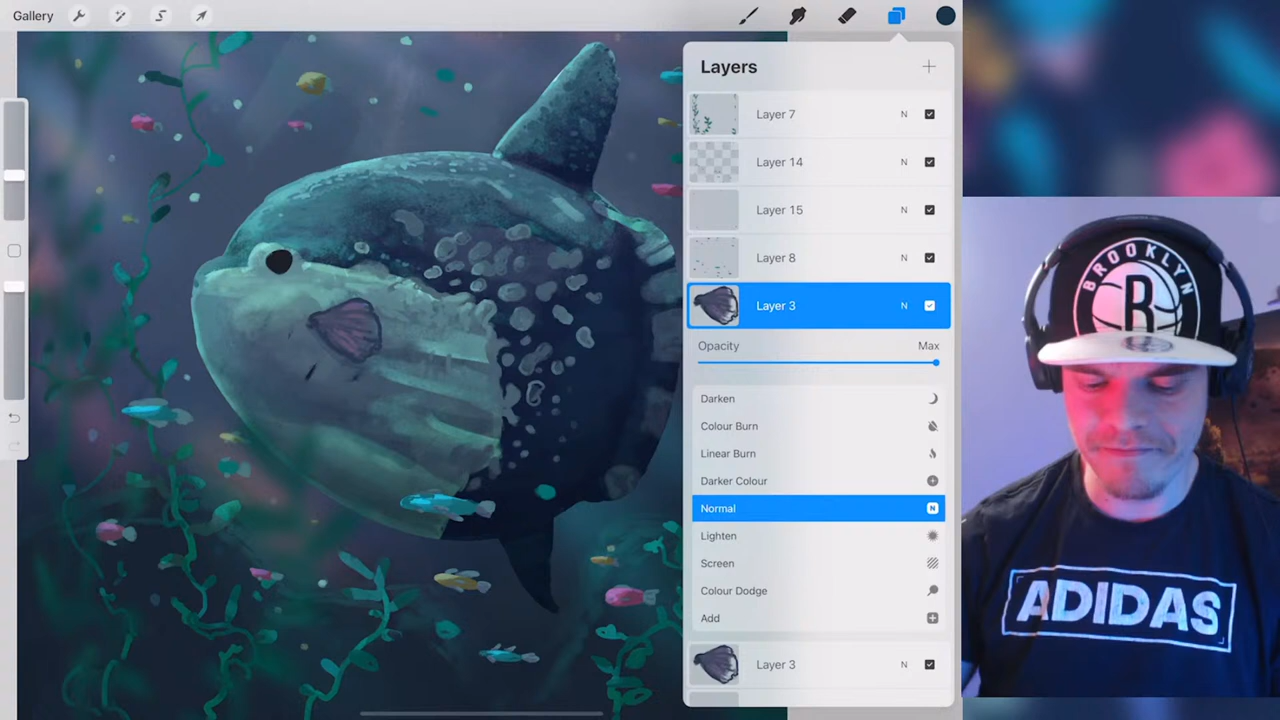 Gallery
Layers
Layer 7 N
Layer 14 N
Layer 15 N
Layer 8 N
Layer 3 N
Opacity Max
Darken
Colour Burn
Linear Burn
Darker Colour
Normal N
Lighten
Screen
Colour Dodge
Add
Layer 3 N
BROOKLYN
B
ADIDAS